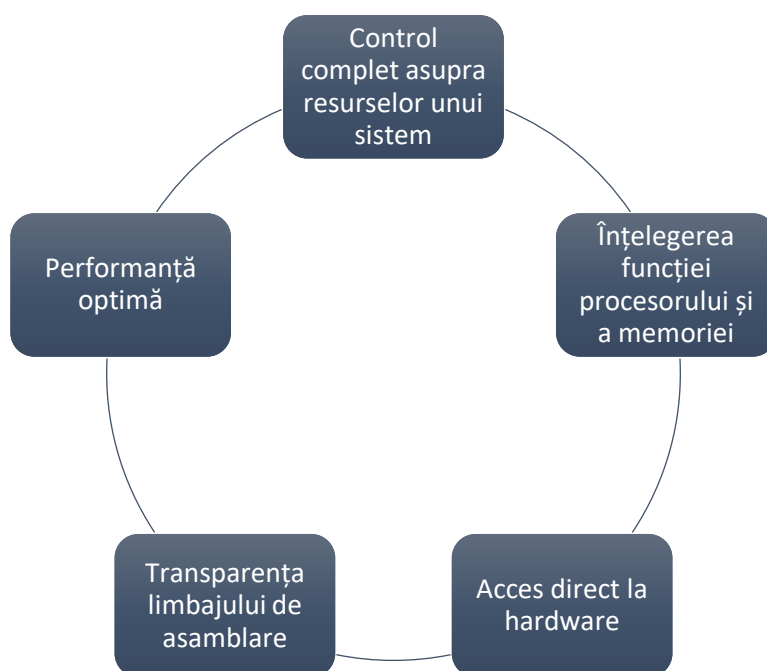 Control
complet asupra
resurselor unui
sistem
Înțelegerea
funcției
procesorului și
a memoriei
Acces direct la
hardware
Transparența
limbajului de
asamblare
Performanță
optimă